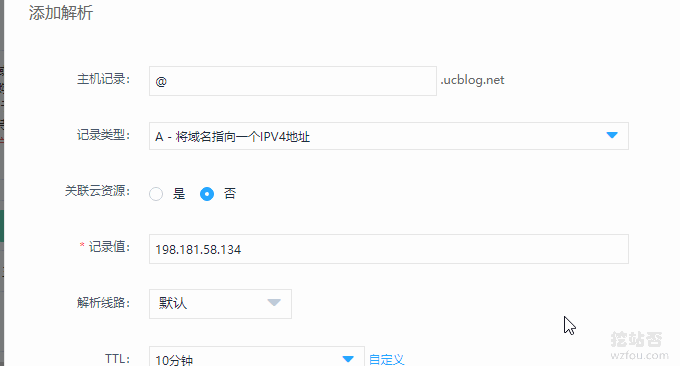 添加解析
主机记录： @ .ucblog.net
记录类型： A - 将域名指向一个IPV4地址
关联云资源： 是 否
* 记录值： 198.181.58.134
解析线路： 默认
TTL： 10分钟 自定义
挖站否
wzfou.com